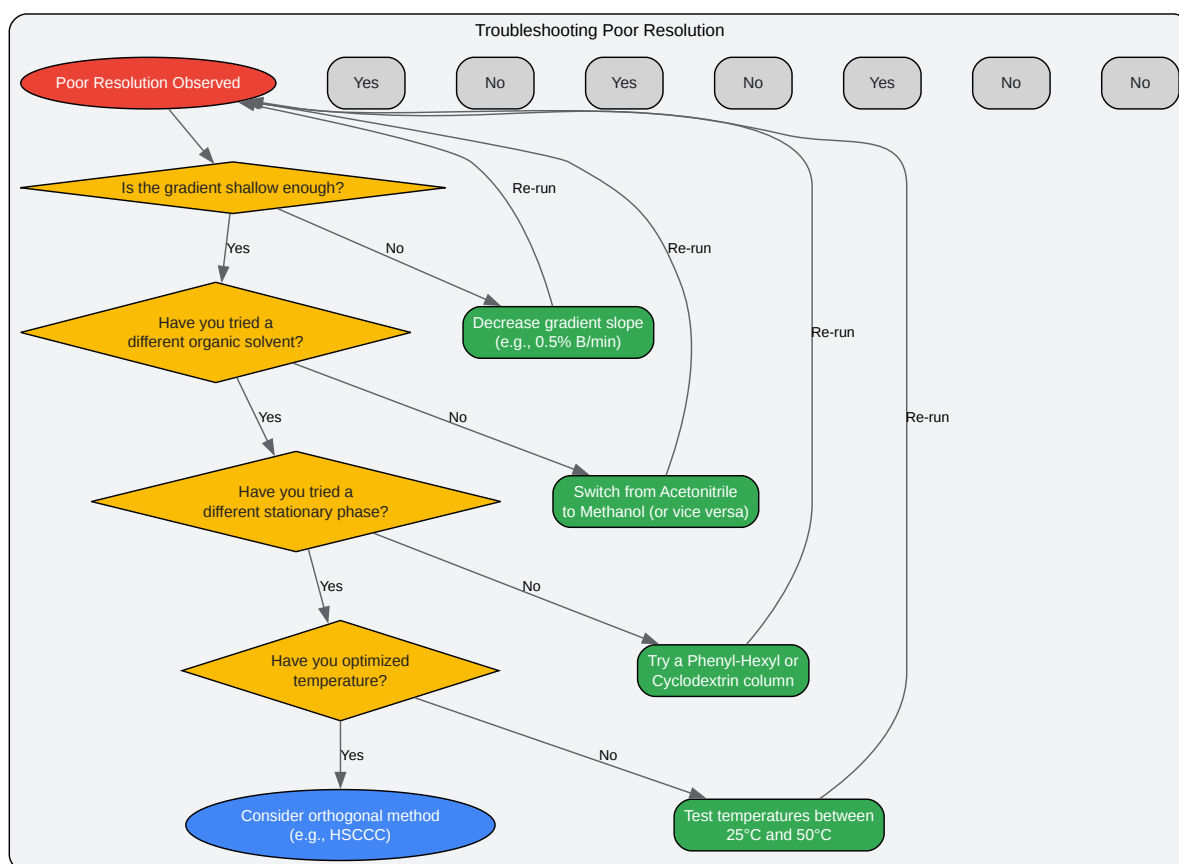 Troubleshooting Poor Resolution
Poor Resolution Observed
Yes
No
Yes
No
Yes
No
No
Is the gradient shallow enough?
Re-run
Yes
No
Re-run
Have you tried a
different organic solvent?
Decrease gradient slope
(e.g., 0.5% B/min)
Re-run
Yes
No
Re-run
Have you tried a
different stationary phase?
Switch from Acetonitrile
to Methanol (or vice versa)
Yes
No
Have you optimized
temperature?
Try a Phenyl-Hexyl or
Cyclodextrin column
Yes
No
Consider orthogonal method
(e.g., HSCCC)
Test temperatures between
25°C and 50°C